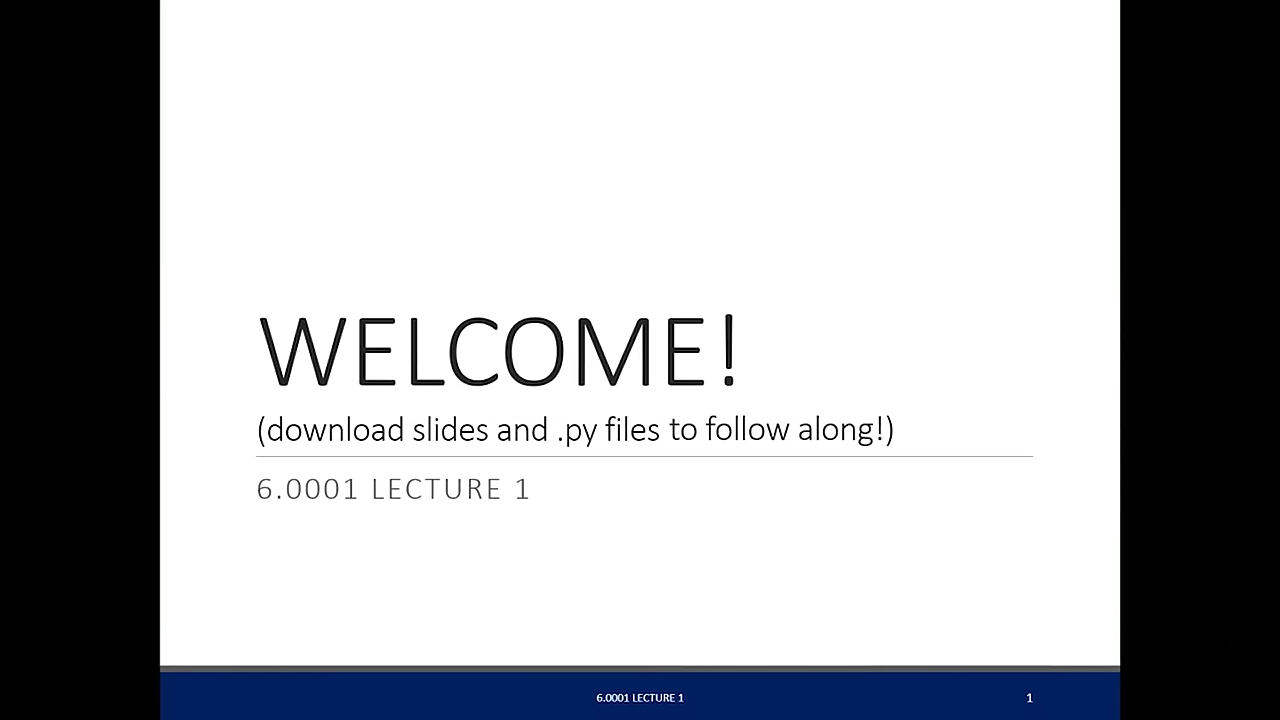 WELCOME!
(download slides and .py files to follow along!)
6.0001 LECTURE 1
6.0001 LECTURE 1
1